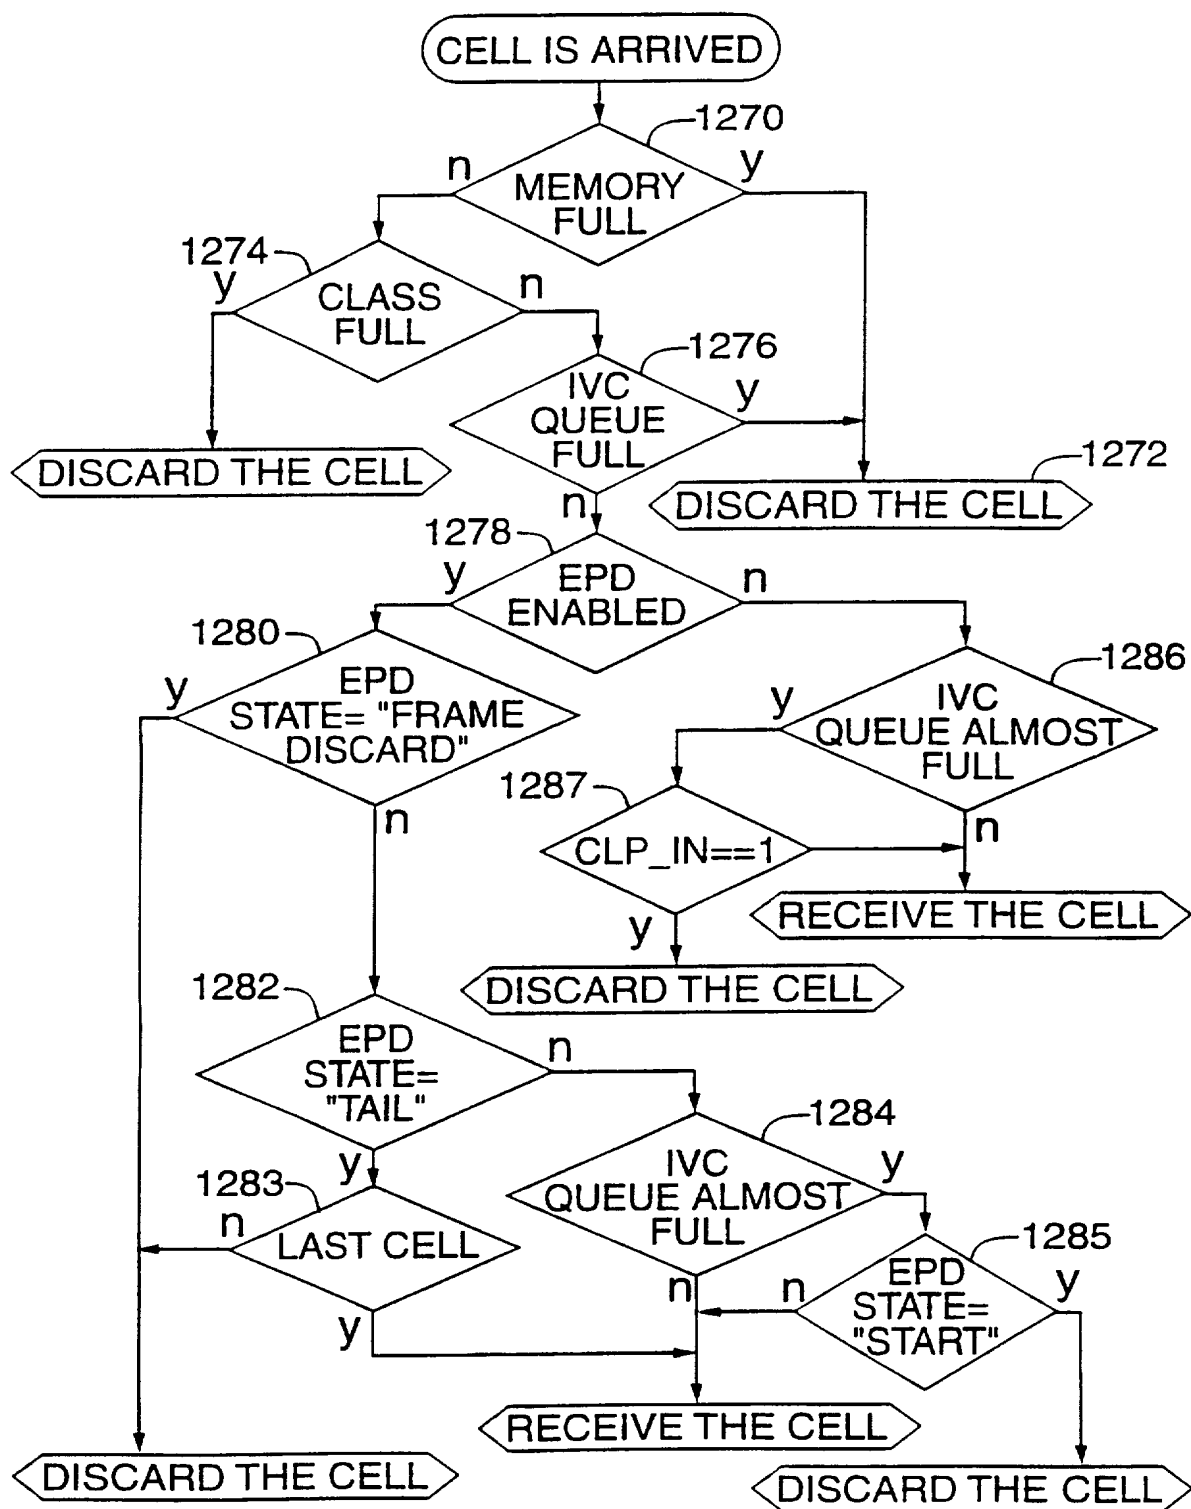 CELL IS ARRIVED
1270
n
y
MEMORY
FULL
1274
y
n
CLASS
FULL
1276
IVC
QUEUE
FULL
y
DISCARD THE CELL
1272
DISCARD THE CELL
n
1278
y
EPD
ENABLED
n
1280
y
EPD
STATE= "FRAME
DISCARD"
n
1286
y
IVC
QUEUE ALMOST
FULL
n
1287
CLP_IN==1
RECEIVE THE CELL
y
DISCARD THE CELL
1282
EPD
STATE=
"TAIL"
n
y
1284
IVC
QUEUE ALMOST
FULL
y
n
1283
n
LAST CELL
y
1285
n
EPD
STATE=
"START"
y
RECEIVE THE CELL
DISCARD THE CELL
DISCARD THE CELL